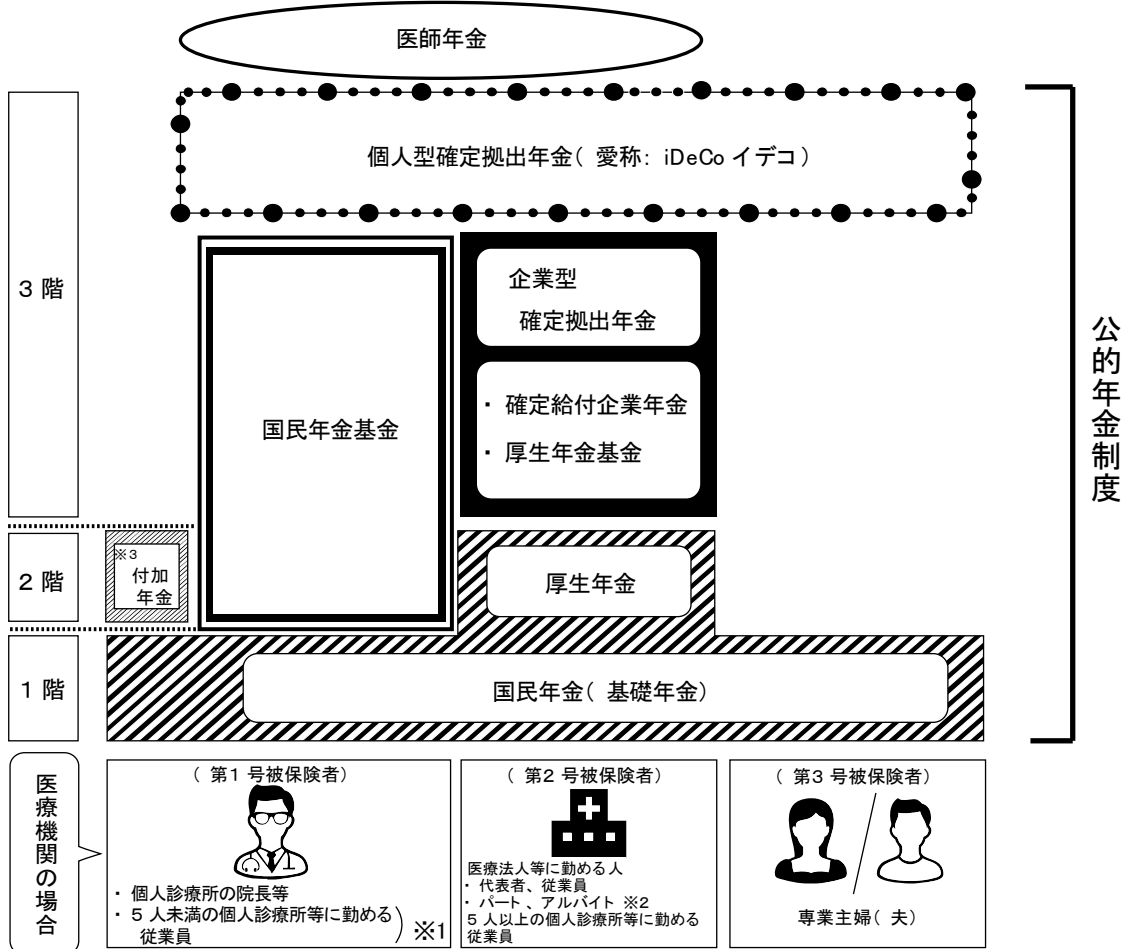 医師年金
個人型確定拠出年金( 愛称: iDeCo イデコ )
3 階
企業型
確定拠出年金
国民年金基金
・ 確定給付企業年金
・ 厚生年金基金
公的年金制度
2 階
※3
付加
年金
厚生年金
1 階
国民年金( 基礎年金)
医療機関の場合
( 第1 号被保険者)
・ 個人診療所の院長等
・ 5 人未満の個人診療所等に勤める
従業員
) ※1
( 第2 号被保険者)
医療法人等に勤める人
・ 代表者、従業員
・ パート 、アルバイト ※2
5 人以上の個人診療所等に勤める
従業員
( 第3 号被保険者)
専業主婦( 夫)